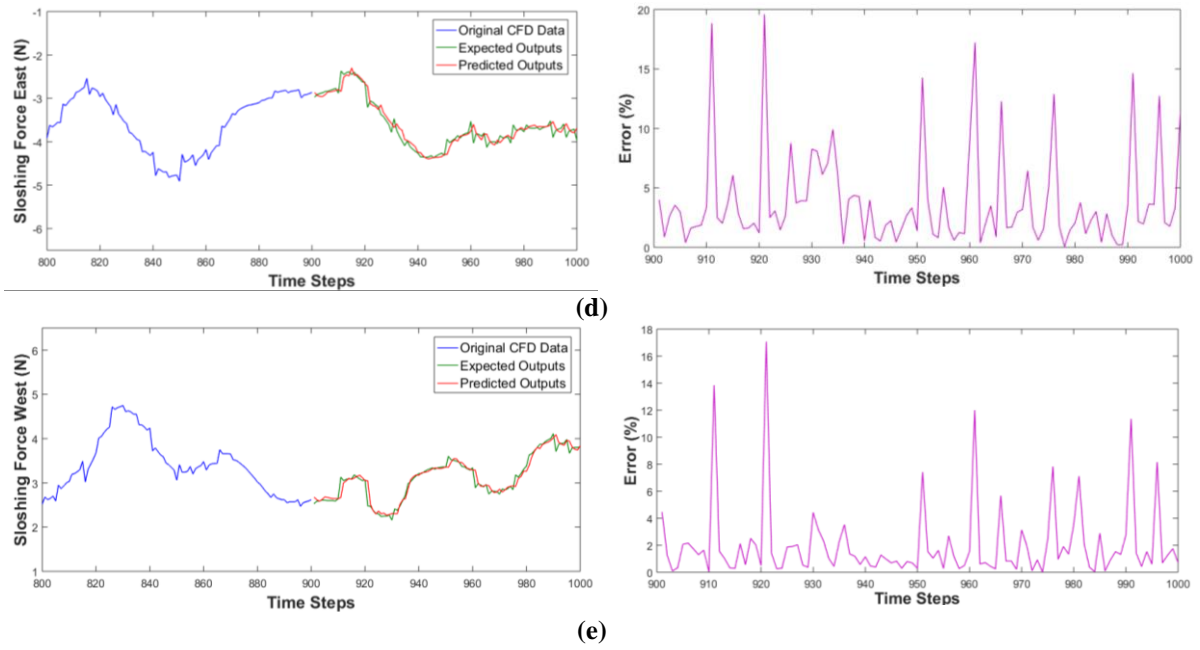 -1
-2
-3
-4
-5
-6
Sloshing Force East (N)
800 820 840 860 880 900 920 940 960 980 1000
Time Steps
Original CFD Data
Expected Outputs
Predicted Outputs
20
15
10
5
0
Error (%)
900 910 920 930 940 950 960 970 980 990 1000
Time Steps
(d)
6
5
4
3
2
1
Sloshing Force West (N)
800 820 840 860 880 900 920 940 960 980 1000
Time Steps
Original CFD Data
Expected Outputs
Predicted Outputs
18
16
14
12
10
8
6
4
2
0
Error (%)
900 910 920 930 940 950 960 970 980 990 1000
Time Steps
(e)